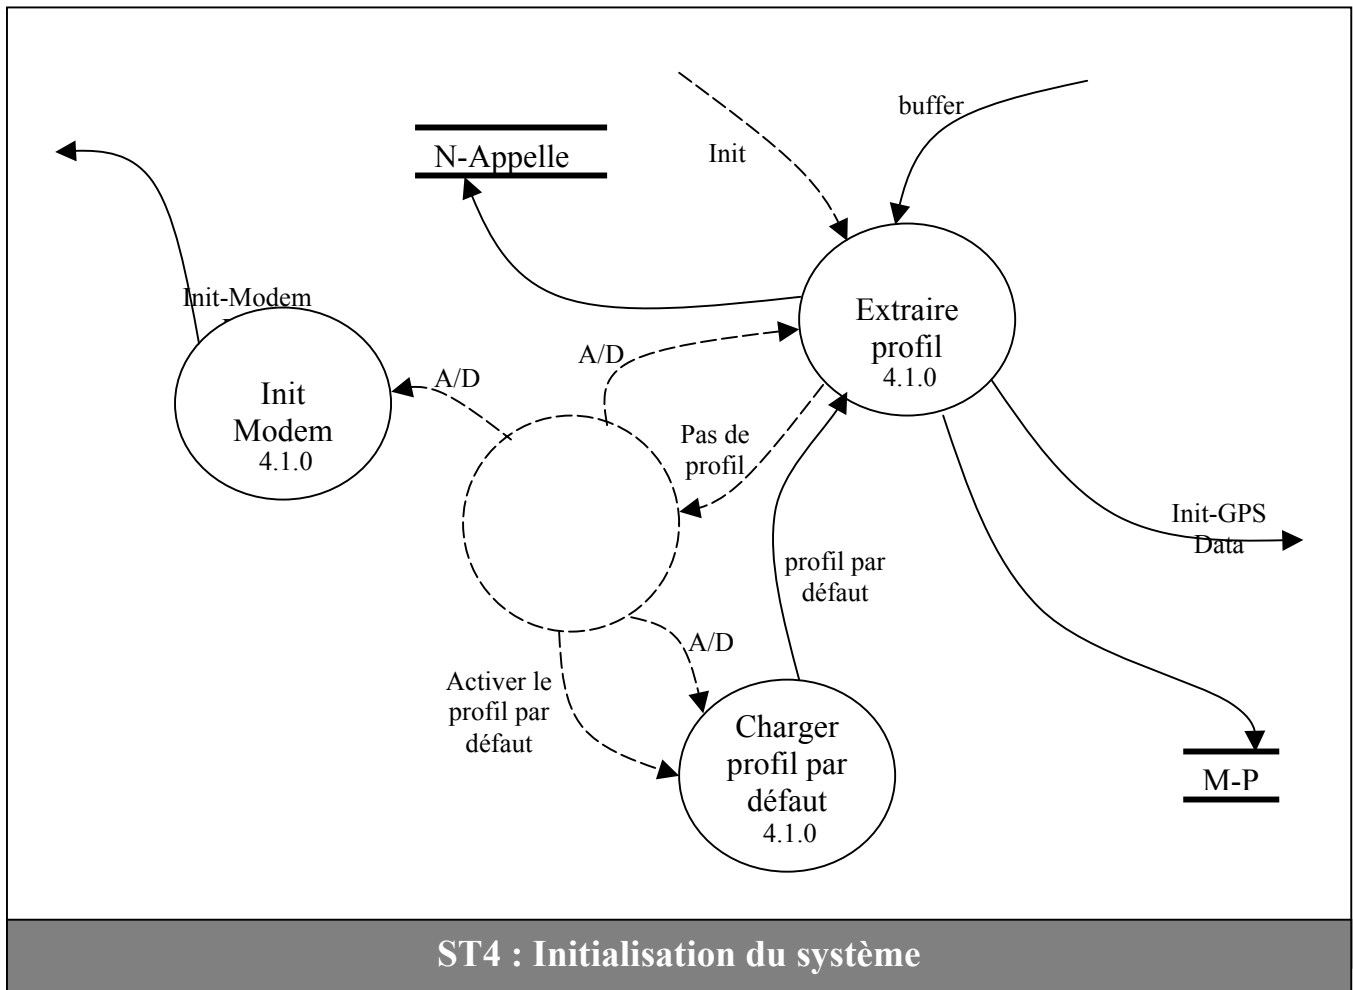 buffer
N-Appelle
Init
Init-Modem
Extraire
profil
4.1.0
A/D
A/D
Init
Modem
4.1.0
Pas de
profil
Init-GPS
Data
profil par
défaut
A/D
Activer le
profil par
défaut
Charger
profil par
défaut
4.1.0
M-P
ST4 : Initialisation du système